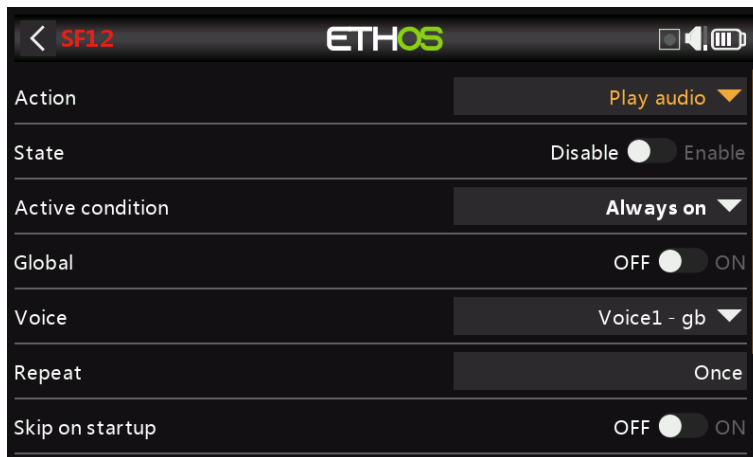 SF12 ETHOS
Action Play audio
State Disable Enable
Active condition Always on
Global OFF ON
Voice Voice1 - gb
Repeat Once
Skip on startup OFF ON